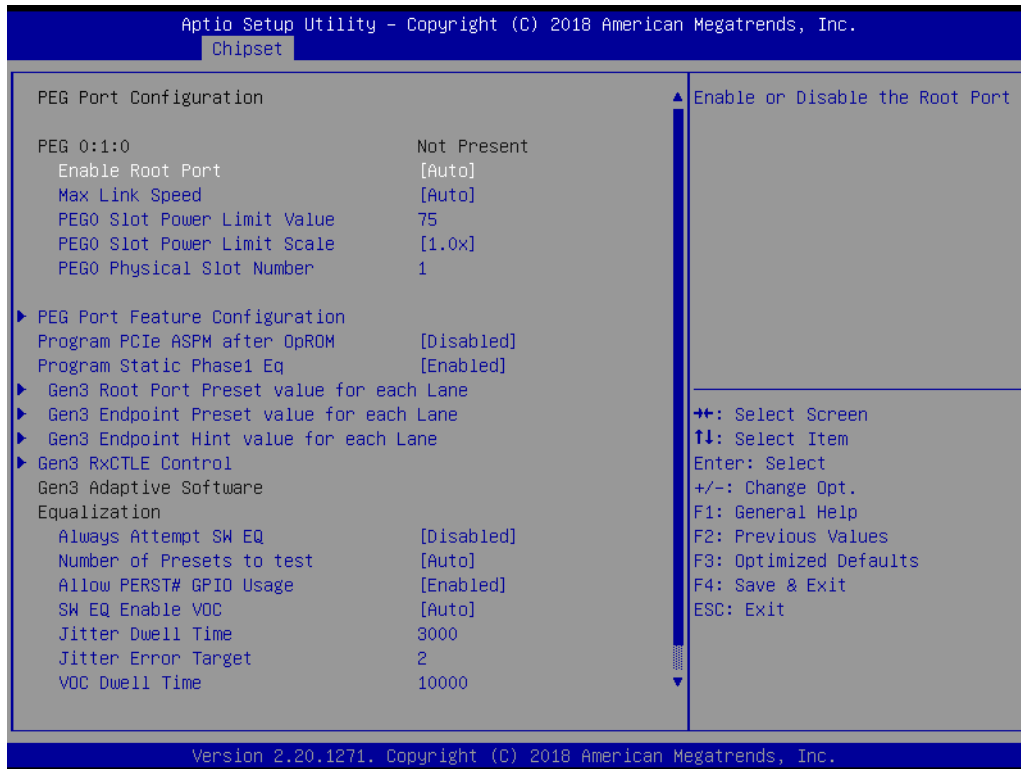 Aptio Setup Utility – Copyright (C) 2018 American Megatrends, Inc.
Chipset
PEG Port Configuration
PEG 0:1:0 Not Present
Enable Root Port [Auto]
Max Link Speed [Auto]
PEG0 Slot Power Limit Value 75
PEG0 Slot Power Limit Scale [1.0x]
PEG0 Physical Slot Number 1
PEG Port Feature Configuration
Program PCIe ASPM after OpROM [Disabled]
Program Static Phase1 Eq [Enabled]
Gen3 Root Port Preset value for each Lane
Gen3 Endpoint Preset value for each Lane
Gen3 Endpoint Hint value for each Lane
Gen3 RxCTLE Control
Gen3 Adaptive Software
Equalization
Always Attempt SW EQ [Disabled]
Number of Presets to test [Auto]
Allow PERST# GPIO Usage [Enabled]
SW EQ Enable VOC [Auto]
Jitter Dwell Time 3000
Jitter Error Target 2
VOC Dwell Time 10000
Enable or Disable the Root Port
→←: Select Screen
↑↓: Select Item
Enter: Select
+/-: Change Opt.
F1: General Help
F2: Previous Values
F3: Optimized Defaults
F4: Save & Exit
ESC: Exit
Version 2.20.1271. Copyright (C) 2018 American Megatrends, Inc.